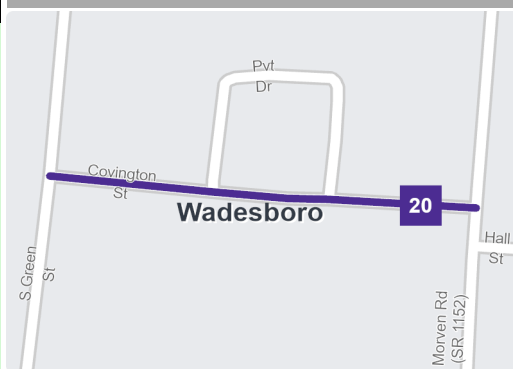 Pvt
Dr
Covington
St
Wadesboro
20
Hall
St
S Green
St
Morven Rd
(SR 1152)